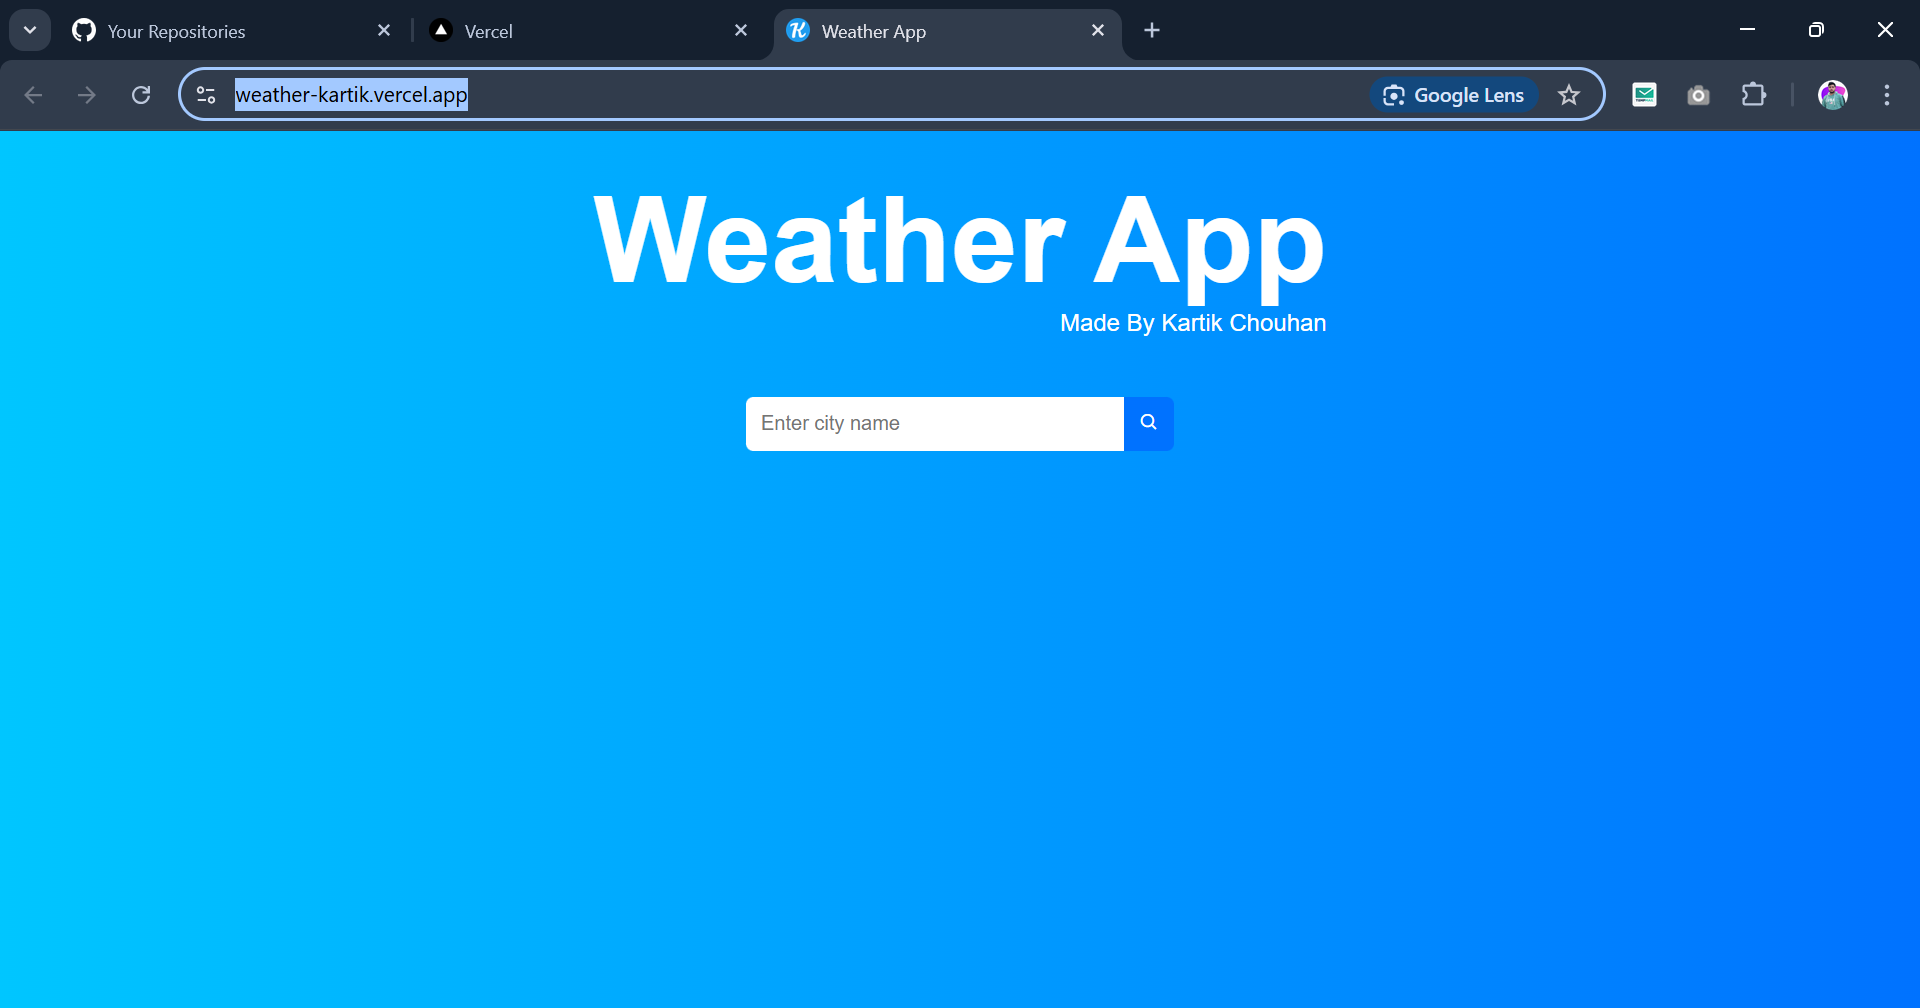 Your Repositories
Vercel
Weather App
weather-kartik.vercel.app
Google Lens
Weather App
Made By Kartik Chouhan
Enter city name